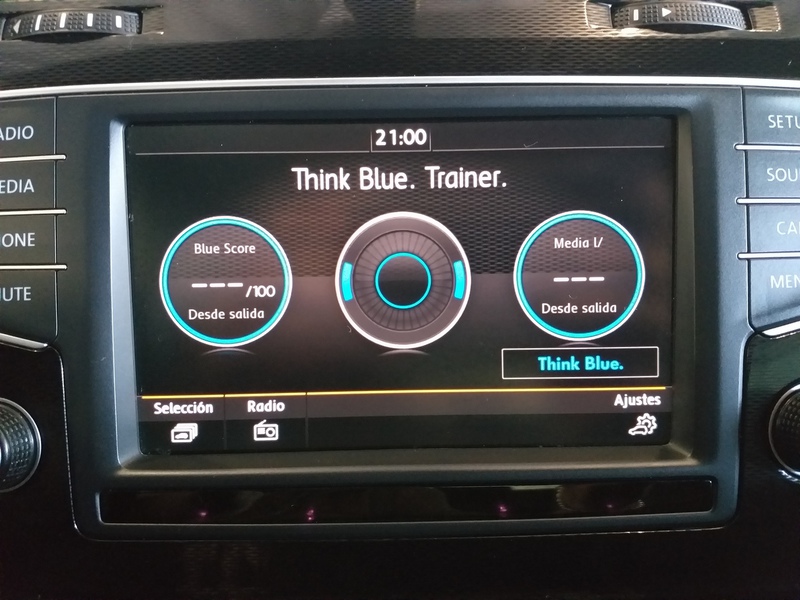 21:00
Think Blue. Trainer.
Blue Score
---/100
Desde salida
Media l/
---
Desde salida
Think Blue.
Selección
Radio
Ajustes
ADIO
EDIA
ONE
UTE
SETU
SOU
CA
MEN